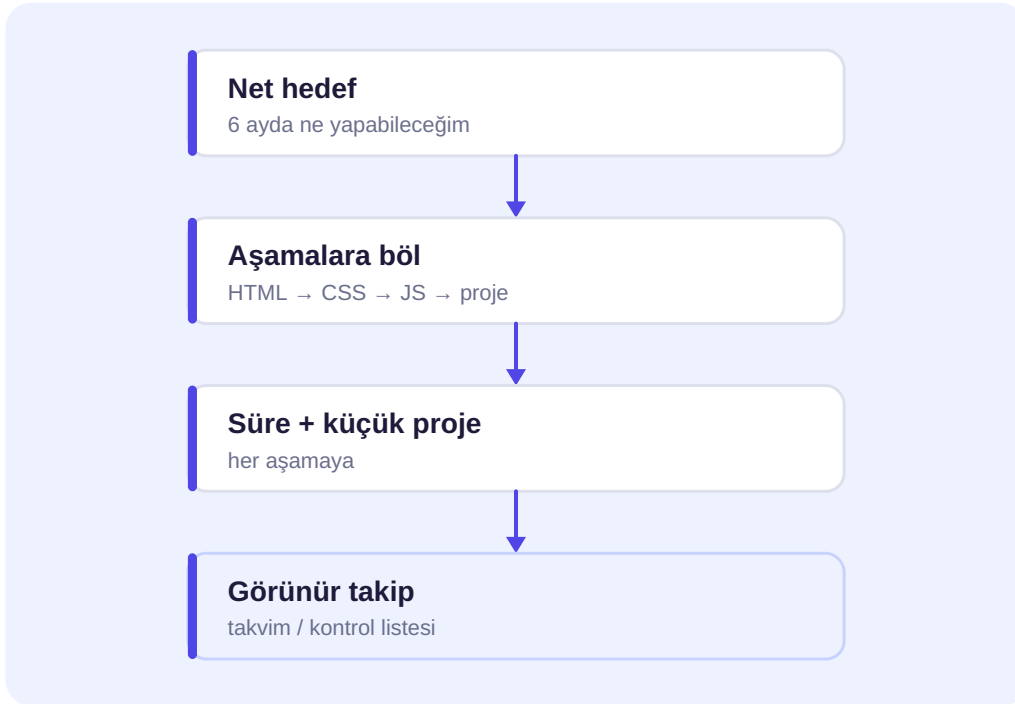 Net hedef
6 ayda ne yapabileceğim
Aşamalara böl
HTML → CSS → JS → proje
Süre + küçük proje
her aşamaya
Görünür takip
takvim / kontrol listesi